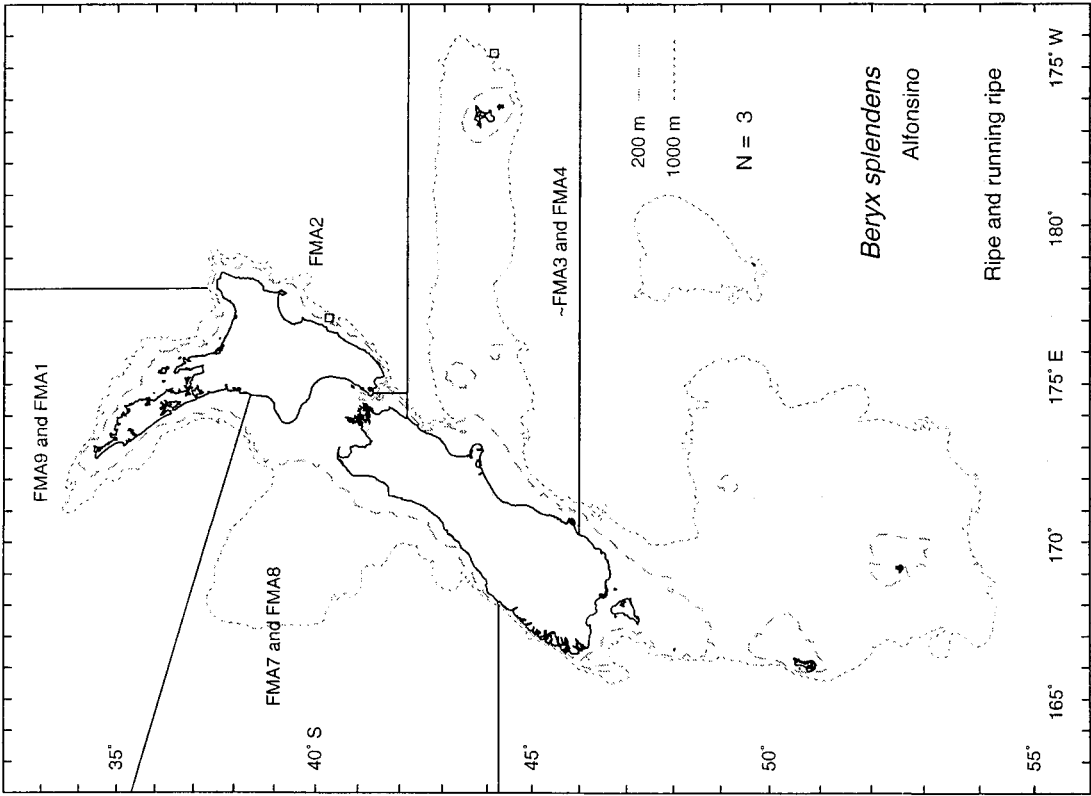 FMA9 and FMA1
FMA2
FMA7 and FMA8
~FMA3 and FMA4
35°
40° S
45°
50°
55°
165°
170°
175° E
180°
175° W
200 m
1000 m
N = 3
Beryx splendens
Alfonsino
Ripe and running ripe